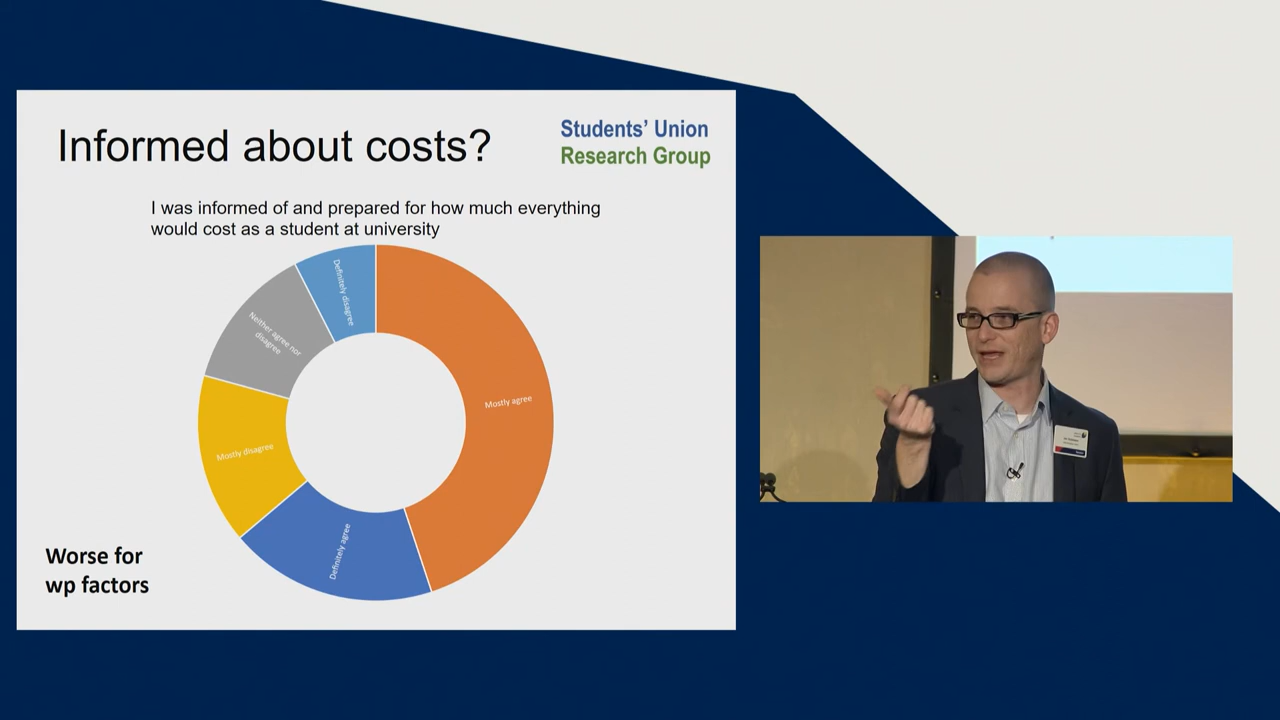 Informed about costs?
Students' Union
Research Group
I was informed of and prepared for how much everything
would cost as a student at university
Definitely disagree
Neither agree nor
disagree
Mostly agree
Mostly disagree
Definitely agree
Worse for
wp factors